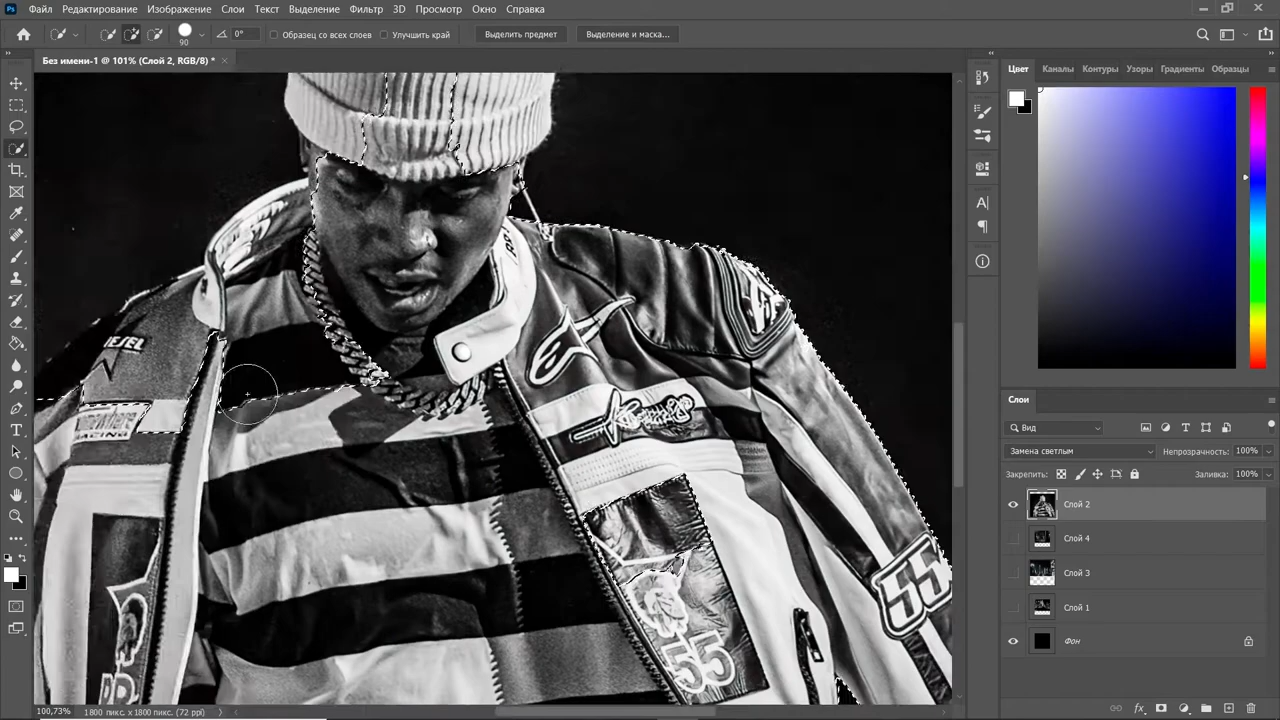 Ps Файл Редактирование Изображение Слои Текст Выделение Фильтр 3D Просмотр Окно Справка
90 0° Образец со всех слоев Улучшить край Выделить предмет Выделение и маска...
Без имени-1 @ 101% (Слой 2, RGB/8) *
Цвет Каналы Контуры Узоры Градиенты Образцы
DIESEL
RACING
55
55
Слои
Вид
Замена светлым Непрозрачность: 100%
Закрепить: Заливка: 100%
Слой 2
Слой 4
Слой 3
Слой 1
Фон
100,73% 1800 пикс. x 1800 пикс. (72 ppi)
fx